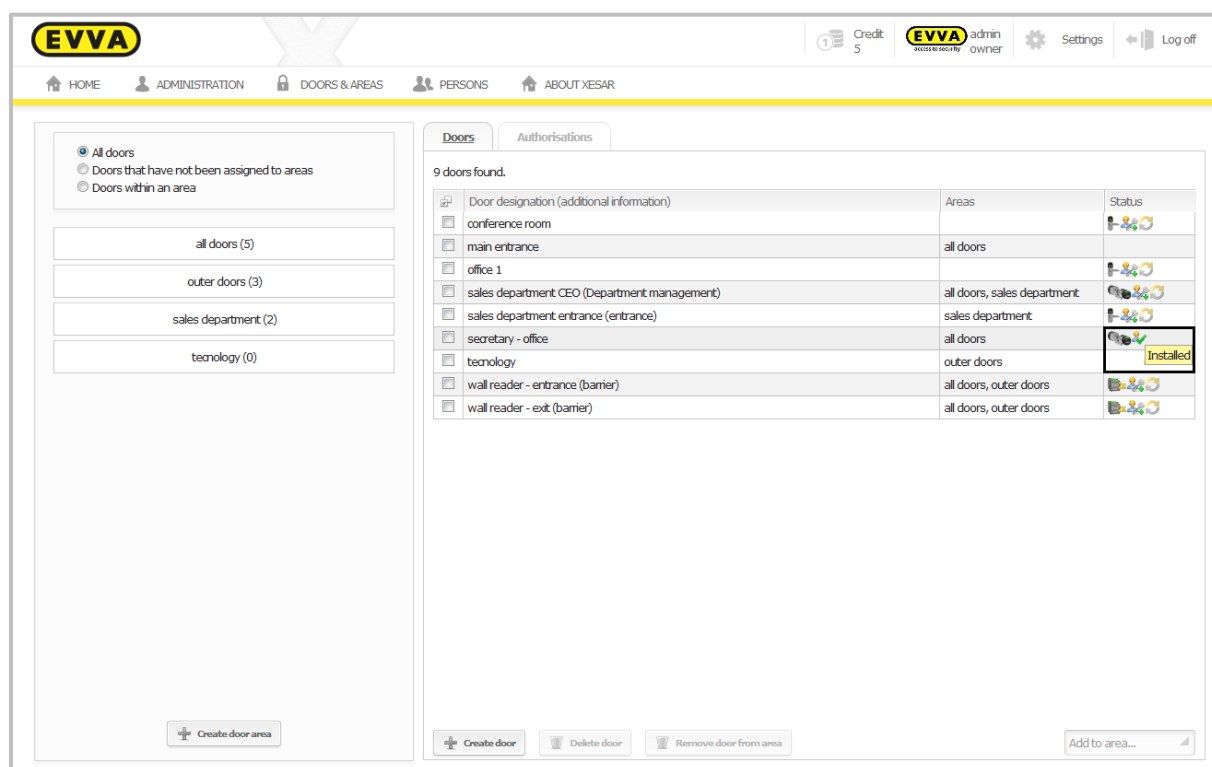 EVVA
1
Credit
5
EVVA
access to security
admin
owner
Settings
Log off
HOME
ADMINISTRATION
DOORS & AREAS
PERSONS
ABOUT XESAR
All doors
Doors that have not been assigned to areas
Doors within an area
all doors (5)
outer doors (3)
sales department (2)
tecnology (0)
Create door area
Doors
Authorisations
9 doors found.
Door designation (additional information) Areas Status
conference room
main entrance all doors
office 1
sales department CEO (Department management) all doors, sales department
sales department entrance (entrance) sales department
secretary - office all doors
Installed
tecnology outer doors
wall reader - entrance (barrier) all doors, outer doors
wall reader - exit (barrier) all doors, outer doors
Create door
Delete door
Remove door from area
Add to area...